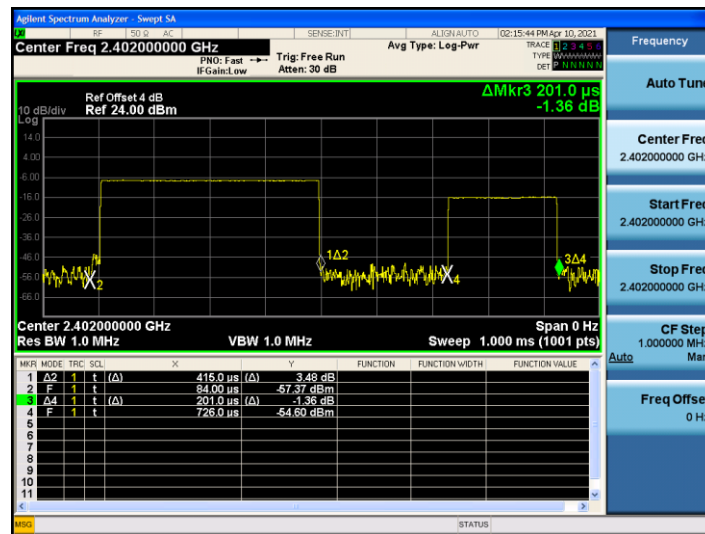 Agilent Spectrum Analyzer - Swept SA
RF 50 Ω AC SENSE:INT ALIGN AUTO 02:15:44 PM Apr 10, 2021
Center Freq 2.402000000 GHz
Avg Type: Log-Pwr
TRACE 1 2 3 4 5 6
TYPE
DET P N N N N N
PNO: Fast
IFGain:Low
Trig: Free Run
Atten: 30 dB
ΔMkr3 201.0 µs
-1.36 dB
Ref Offset 4 dB
Ref 24.00 dBm
10 dB/div
Log
14.0
4.00
-6.00
-16.0
-26.0
-36.0
-46.0
-56.0
-66.0
1Δ2
3Δ4
2
4
Center 2.402000000 GHz Span 0 Hz
Res BW 1.0 MHz VBW 1.0 MHz Sweep 1.000 ms (1001 pts)
MKR MODE TRC SCL X Y FUNCTION FUNCTION WIDTH FUNCTION VALUE
1 Δ2 1 t (Δ) 415.0 µs (Δ) 3.48 dB
2 F 1 t 84.00 µs -57.37 dBm
3 Δ4 1 t (Δ) 201.0 µs (Δ) -1.36 dB
4 F 1 t 726.0 µs -54.60 dBm
5
6
7
8
9
10
11
MSG STATUS
Frequency
Auto Tune
Center Freq
2.402000000 GHz
Start Freq
2.402000000 GHz
Stop Freq
2.402000000 GHz
CF Step
1.000000 MHz
Auto Man
Freq Offset
0 Hz